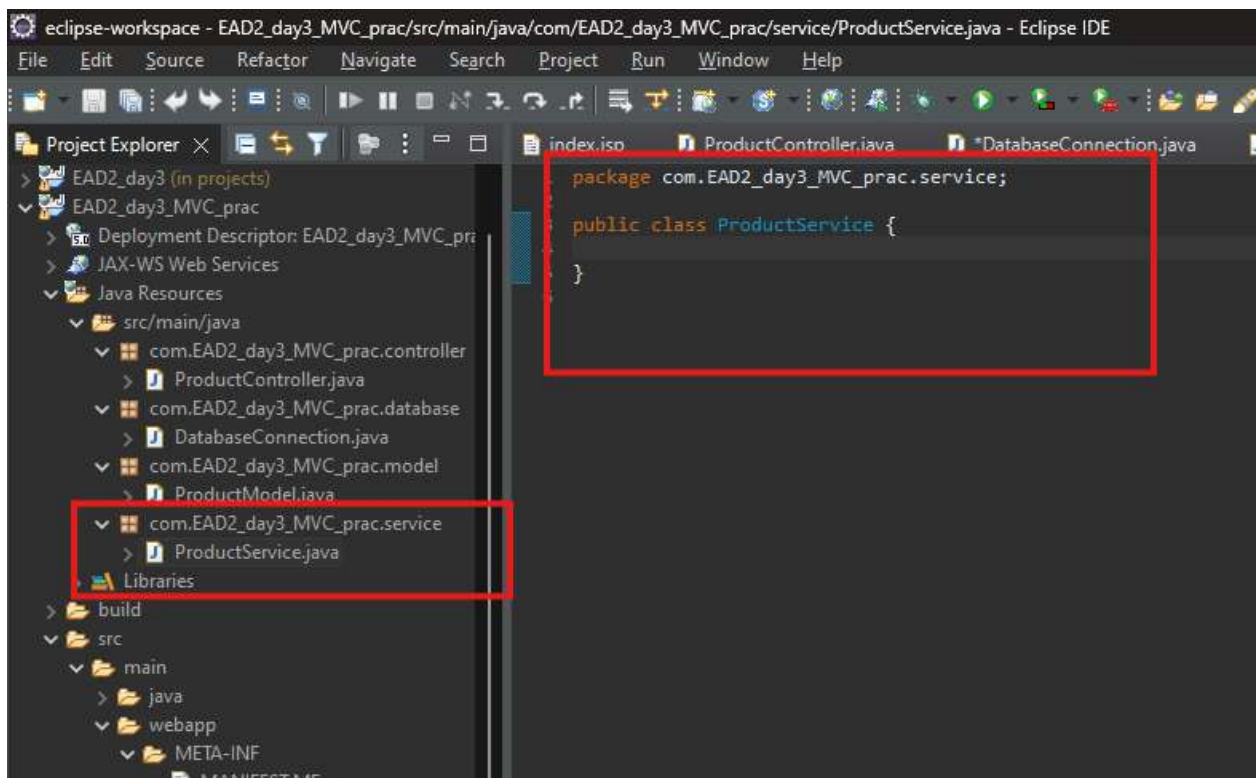 eclipse-workspace - EAD2_day3_MVC_prac/src/main/java/com/EAD2_day3_MVC_prac/service/ProductService.java - Eclipse IDE
File Edit Source Refactor Navigate Search Project Run Window Help
Project Explorer
index.jsp ProductController.java *DatabaseConnection.java
EAD2_day3 (in projects)
EAD2_day3_MVC_prac
Deployment Descriptor: EAD2_day3_MVC_pra
JAX-WS Web Services
Java Resources
src/main/java
com.EAD2_day3_MVC_prac.controller
ProductController.java
com.EAD2_day3_MVC_prac.database
DatabaseConnection.java
com.EAD2_day3_MVC_prac.model
ProductModel.java
com.EAD2_day3_MVC_prac.service
ProductService.java
Libraries
build
src
main
java
webapp
META-INF
package com.EAD2_day3_MVC_prac.service;
public class ProductService {
}